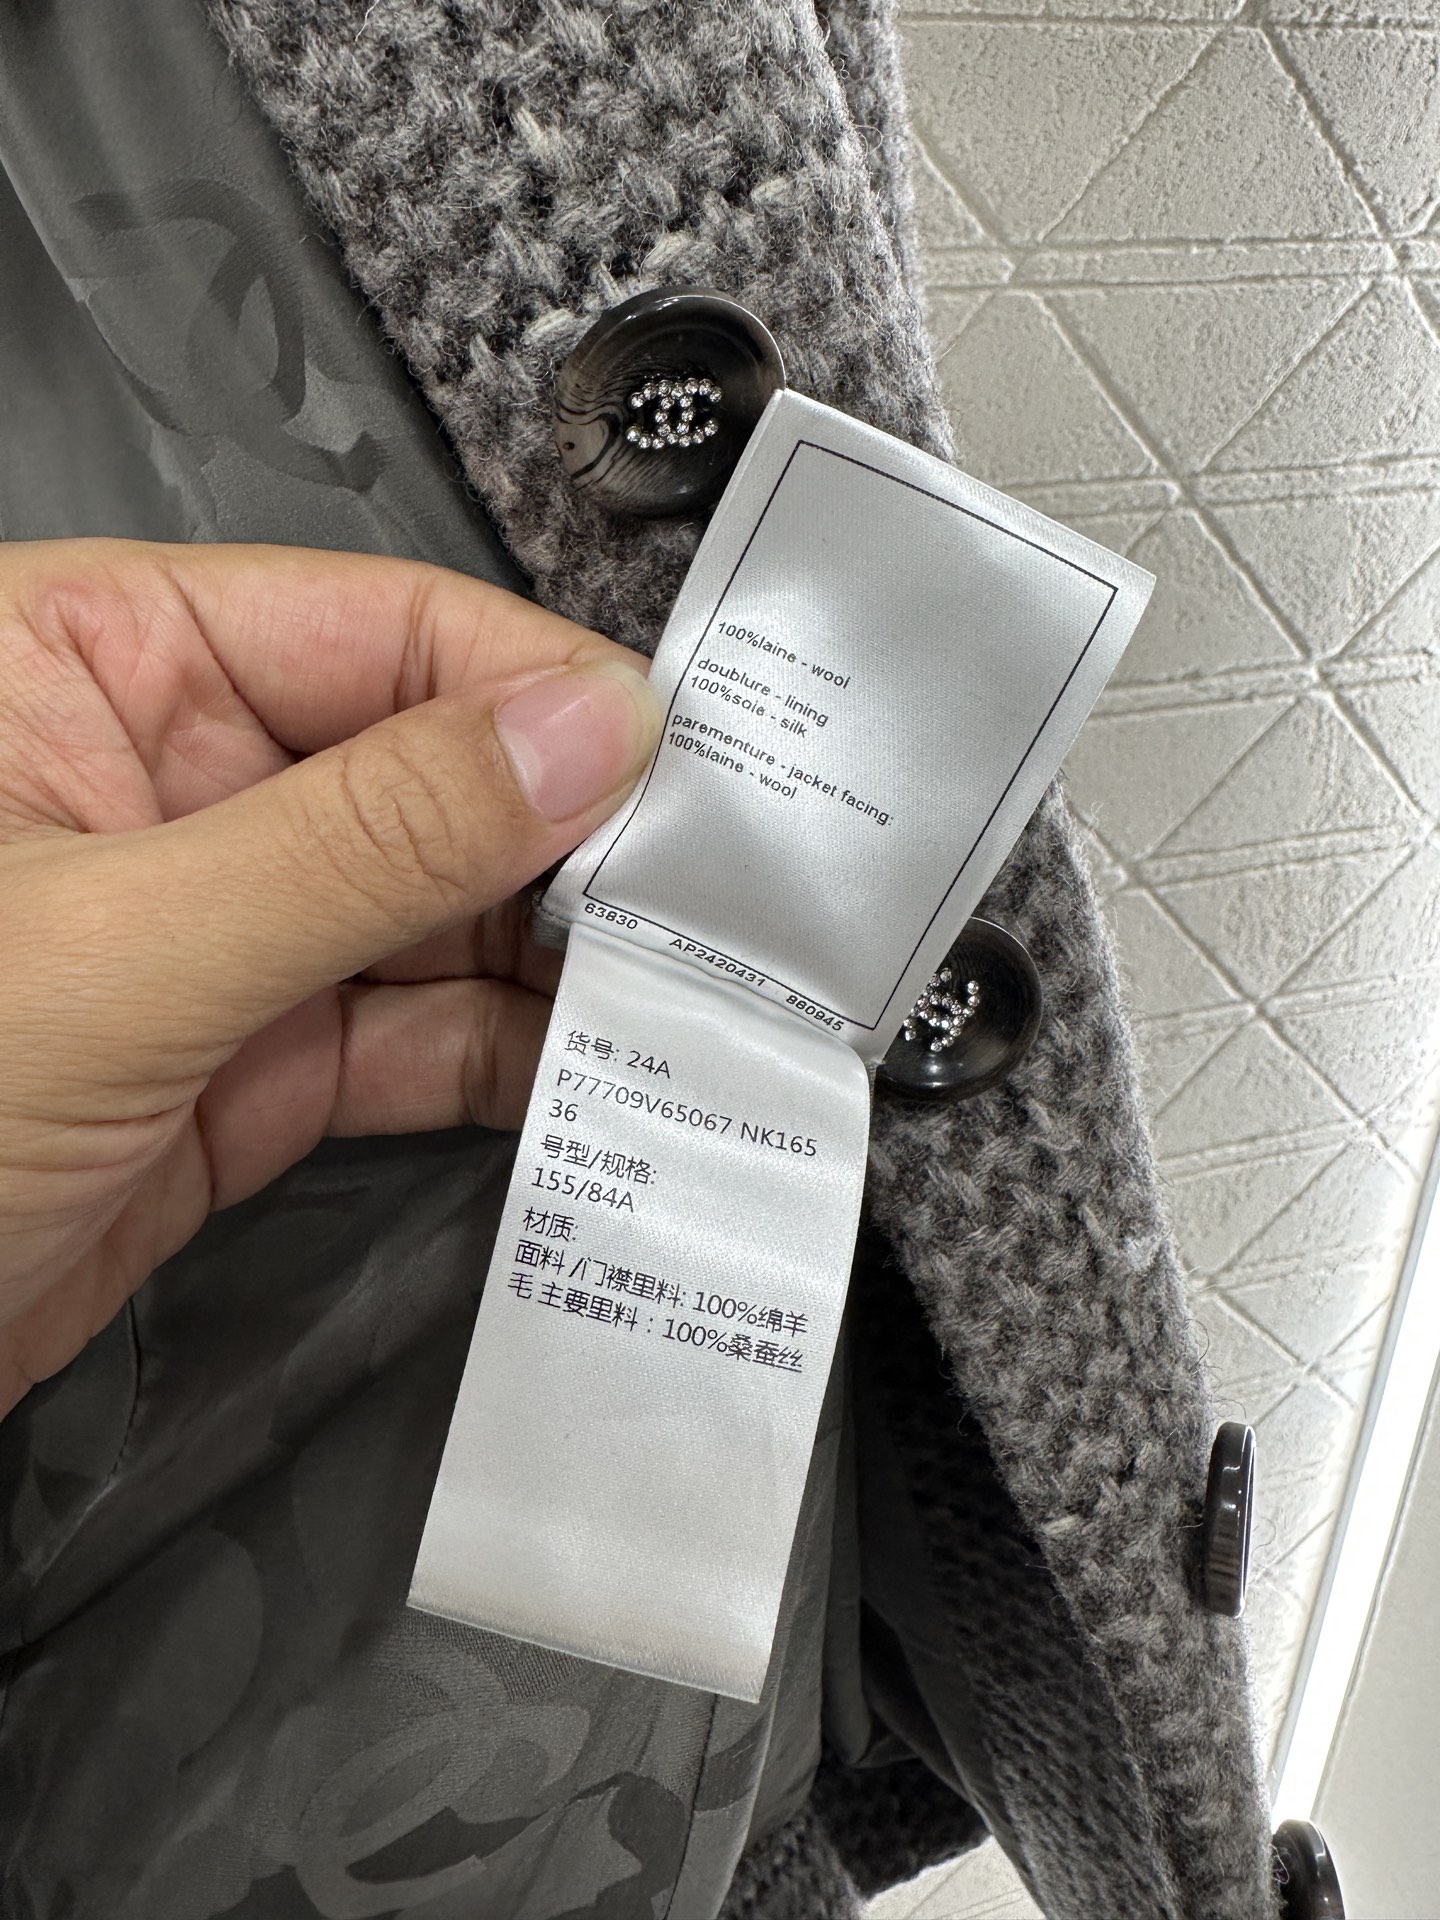 100%laine - wool
doublure - lining
100%soie - silk
parementure - jacket facing:
100%laine - wool
63830 AP2420431 880945
货号: 24A
P77709V65067 NK165
36
号型/规格:
155/84A
材质:
面料 /门襟里料: 100%绵羊
毛 主要里料 : 100%桑蚕丝